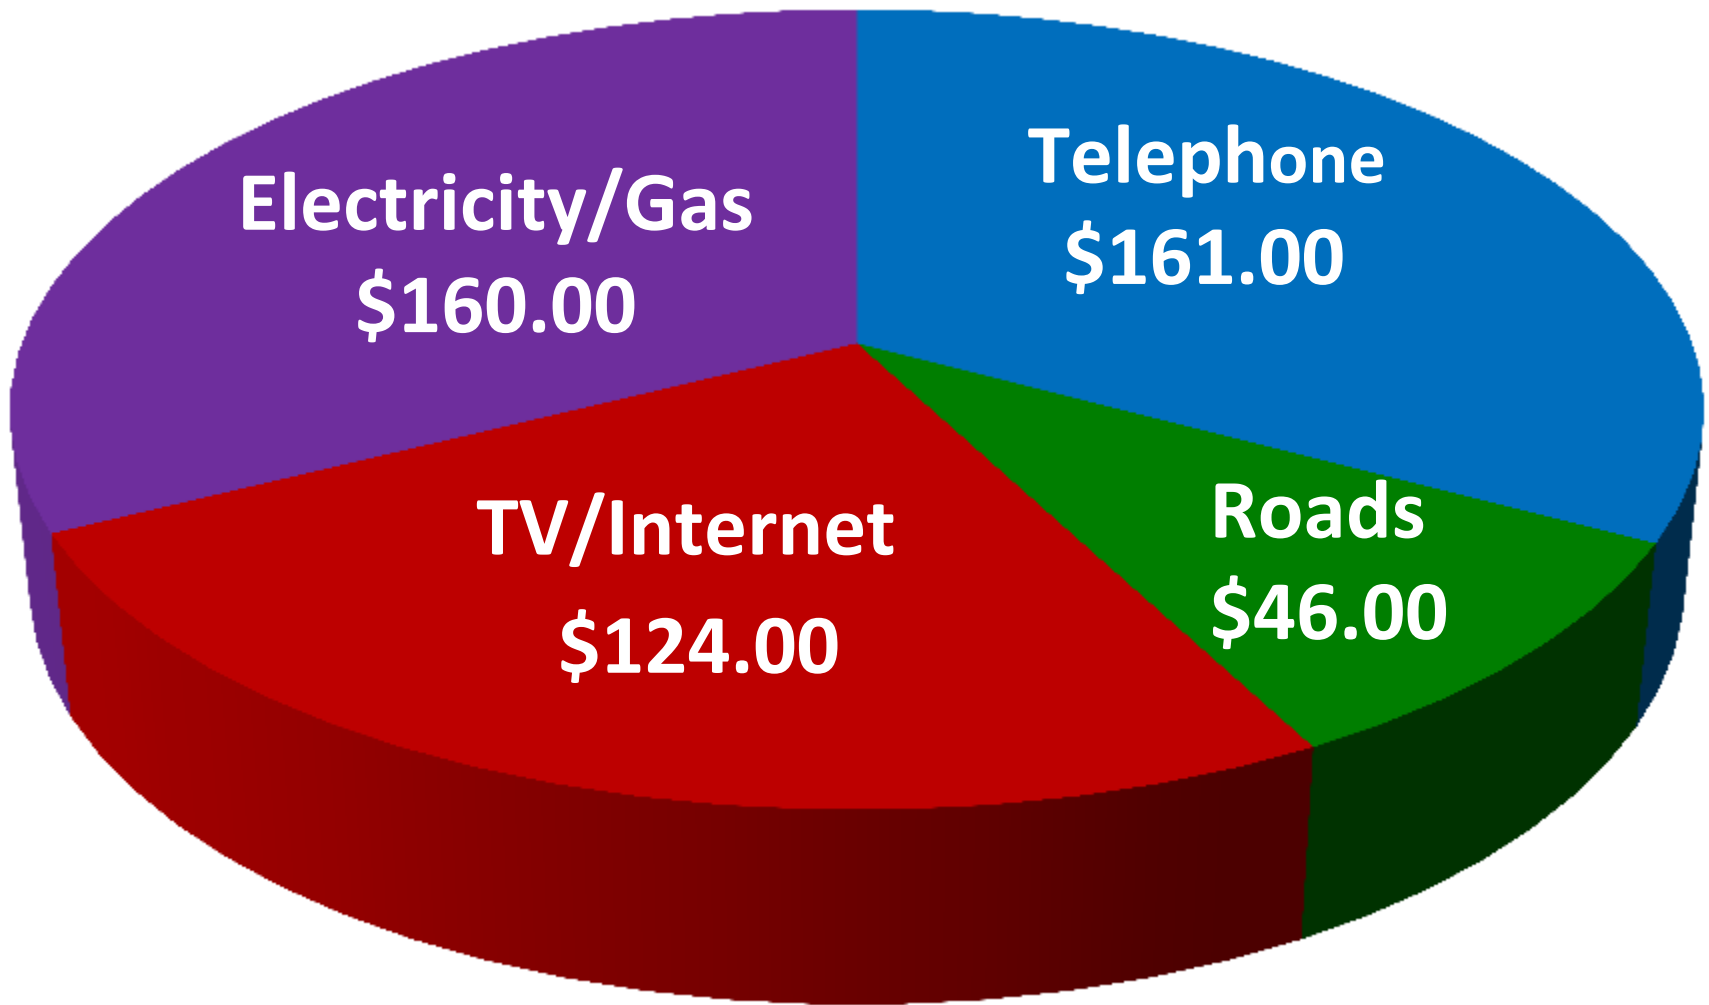 Electricity/Gas
$160.00
Telephone
$161.00
TV/Internet
$124.00
Roads
$46.00